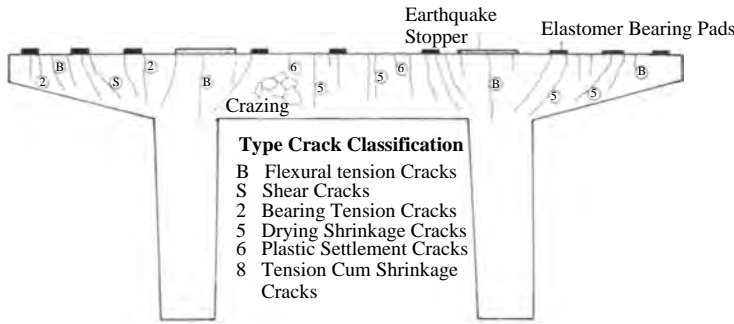 Earthquake
Stopper
Elastomer Bearing Pads
2 B S 2 B 6 5 5 6 B 5 5 B
Crazing
Type Crack Classification
B Flexural tension Cracks
S Shear Cracks
2 Bearing Tension Cracks
5 Drying Shrinkage Cracks
6 Plastic Settlement Cracks
8 Tension Cum Shrinkage
Cracks